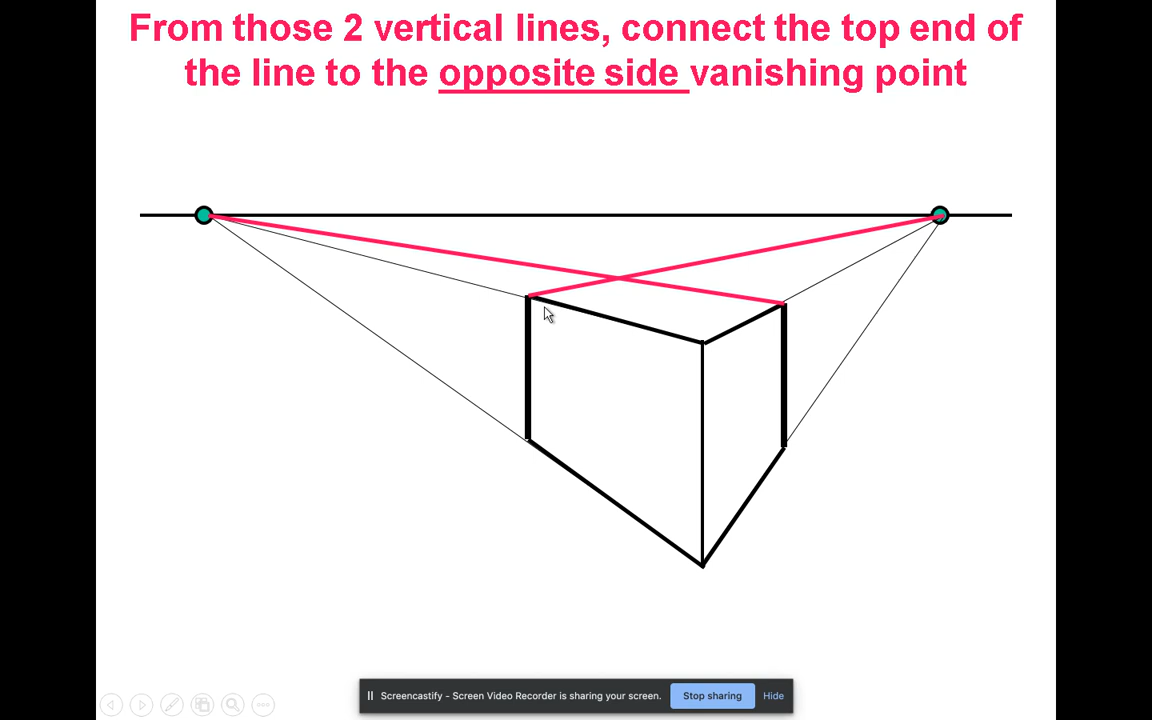 From those 2 vertical lines, connect the top end of
the line to the opposite side vanishing point
Screencastify - Screen Video Recorder is sharing your screen.
Stop sharing
Hide